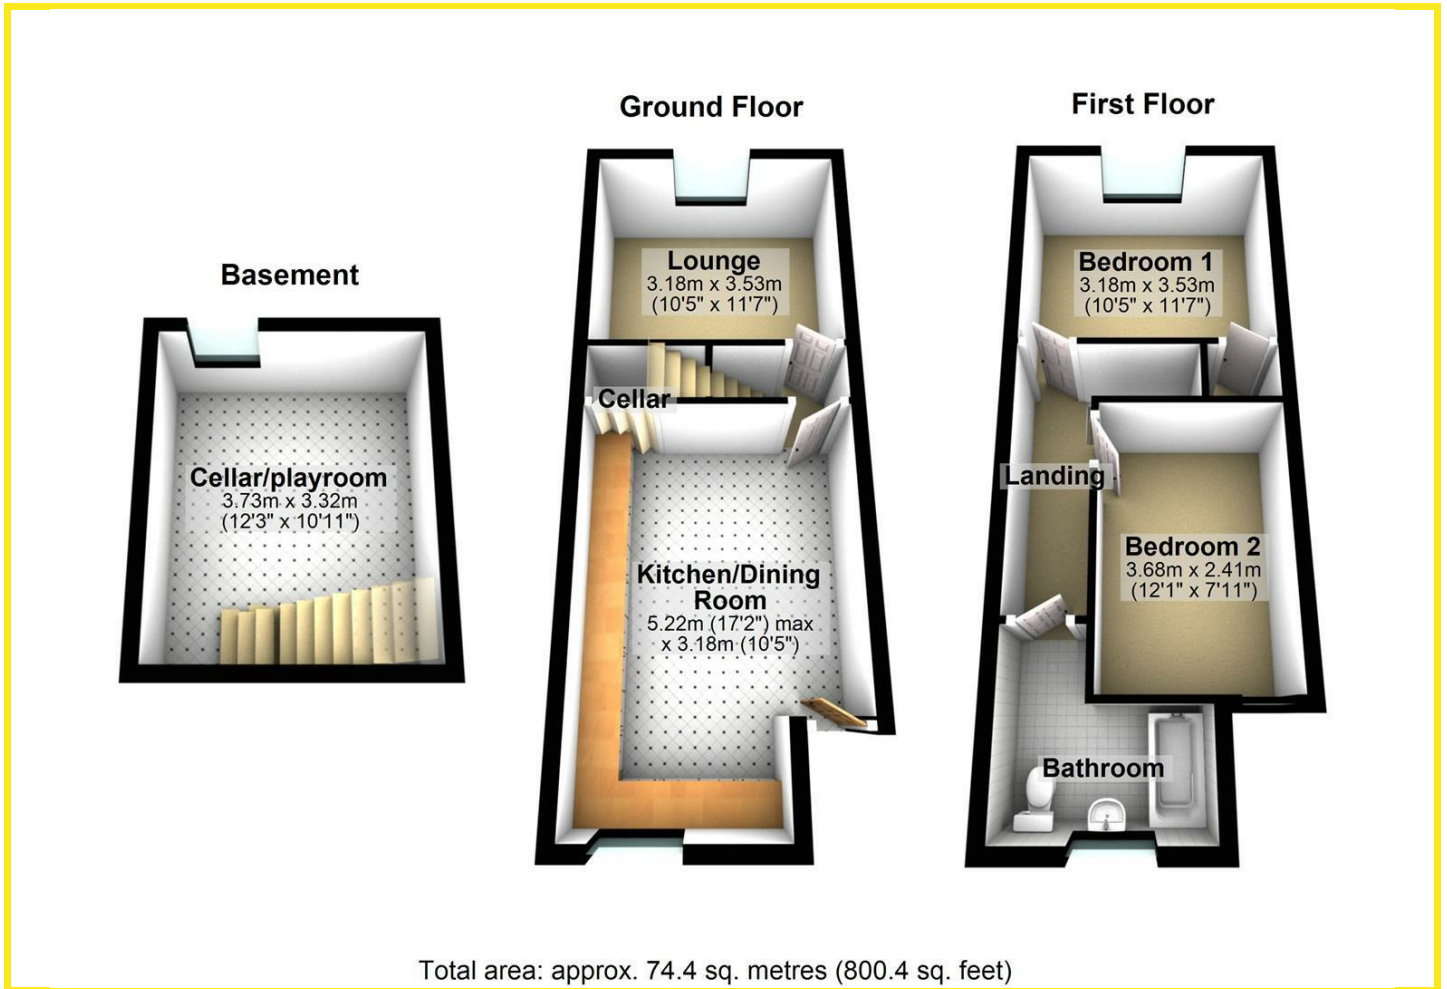 Basement
Cellar/playroom
3.73m x 3.32m
(12'3" x 10'11")
Ground Floor
Lounge
3.18m x 3.53m
(10'5" x 11'7")
Cellar
Kitchen/Dining
Room
5.22m (17'2") max
x 3.18m (10'5")
First Floor
Bedroom 1
3.18m x 3.53m
(10'5" x 11'7")
Landing
Bedroom 2
3.68m x 2.41m
(12'1" x 7'11")
Bathroom
Total area: approx. 74.4 sq. metres (800.4 sq. feet)